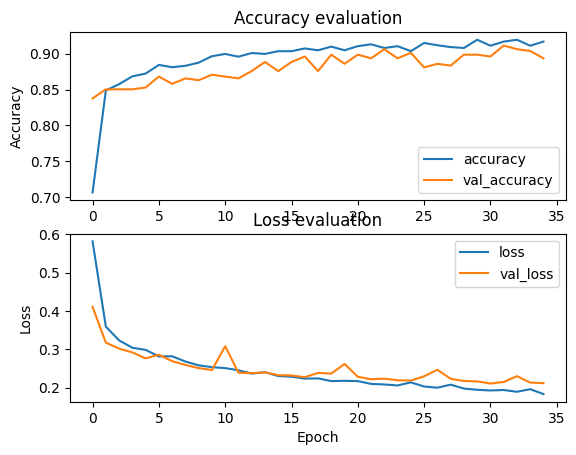 Accuracy evaluation
0.90
0.85
0.80
0.75
0.70
Accuracy
accuracy
val_accuracy
0 5 10 15 20 25 30 35
Loss evaluation
0.6
0.5
0.4
0.3
0.2
Loss
loss
val_loss
0 5 10 15 20 25 30 35
Epoch